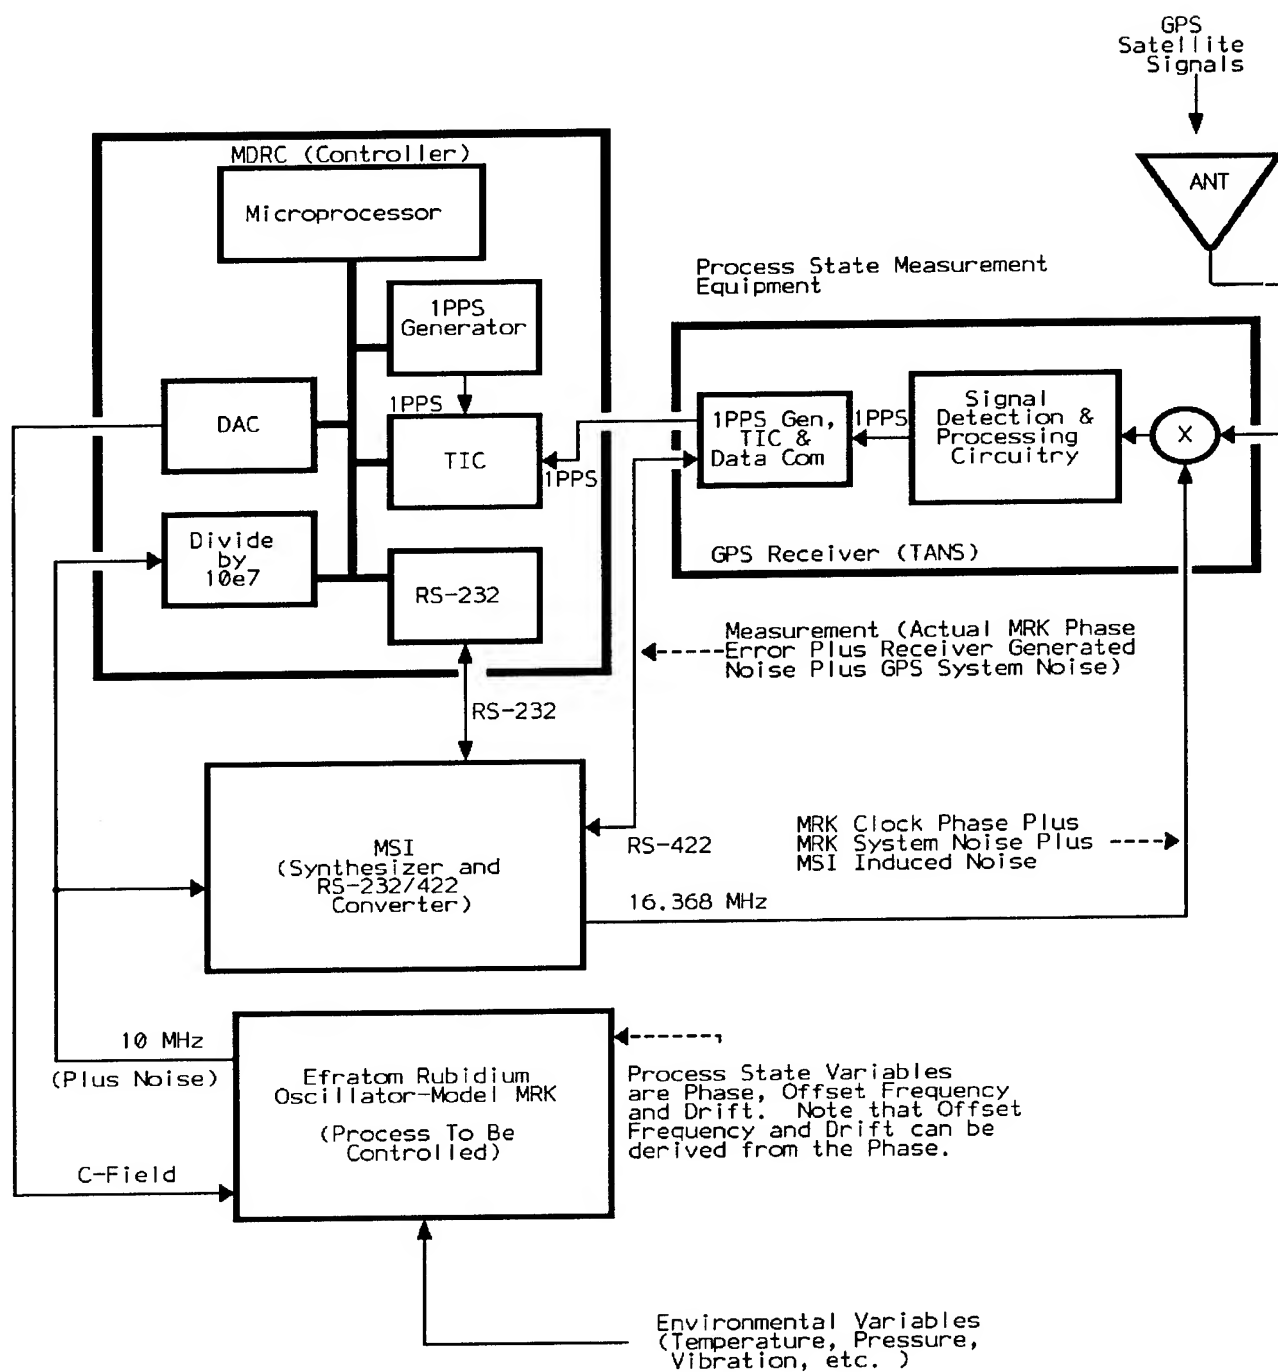 GPS
Satellite
Signals
ANT
MDRC (Controller)
Microprocessor
1PPS
Generator
1PPS
DAC
TIC
1PPS
Divide
by
10e7
RS-232
RS-232
Process State Measurement
Equipment
1PPS Gen,
TIC &
Data Com
1PPS
Signal
Detection &
Processing
Circuitry
X
GPS Receiver (TANS)
Measurement (Actual MRK Phase
Error Plus Receiver Generated
Noise Plus GPS System Noise)
MSI
(Synthesizer and
RS-232/422
Converter)
RS-422
16.368 MHz
MRK Clock Phase Plus
MRK System Noise Plus
MSI Induced Noise
10 MHz
(Plus Noise)
C-Field
Efratom Rubidium
Oscillator-Model MRK
(Process To Be
Controlled)
Process State Variables
are Phase, Offset Frequency
and Drift. Note that Offset
Frequency and Drift can be
derived from the Phase.
Environmental Variables
(Temperature, Pressure,
Vibration, etc. )